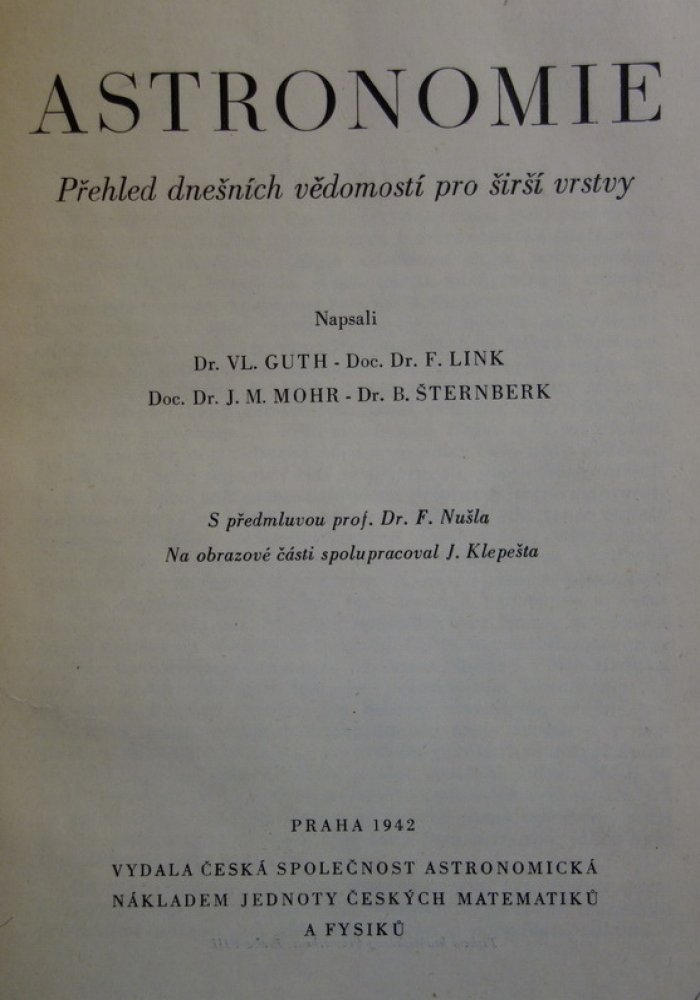 ASTRONOMIE
Přehled dnešních vědomostí pro širší vrstvy
Napsali
Dr. VL. GUTH - Doc. Dr. F. LINK
Doc. Dr. J. M. MOHR - Dr. B. ŠTERNBERK
S předmluvou prof. Dr. F. Nušla
Na obrazové části spolupracoval J. Klepešta
PRAHA 1942
VYDALA ČESKÁ SPOLEČNOST ASTRONOMICKÁ
NÁKLADEM JEDNOTY ČESKÝCH MATEMATIKŮ
A FYSIKŮ